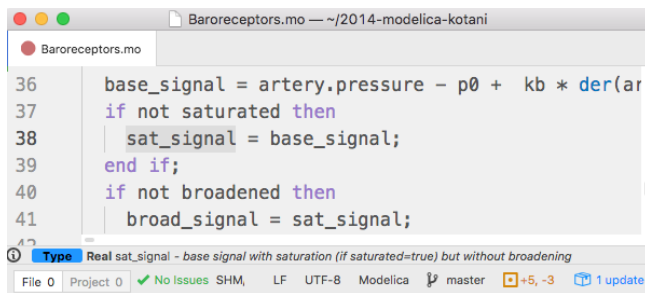 Baroreceptors.mo — ~/2014-modelica-kotani
Baroreceptors.mo
36 base_signal = artery.pressure - p0 + kb * der(ar
37 if not saturated then
38 sat_signal = base_signal;
39 end if;
40 if not broadened then
41 broad_signal = sat_signal;
Type Real sat_signal - base signal with saturation (if saturated=true) but without broadening
File 0 Project 0 ✔ No Issues SHM, LF UTF-8 Modelica master +5, -3 1 update